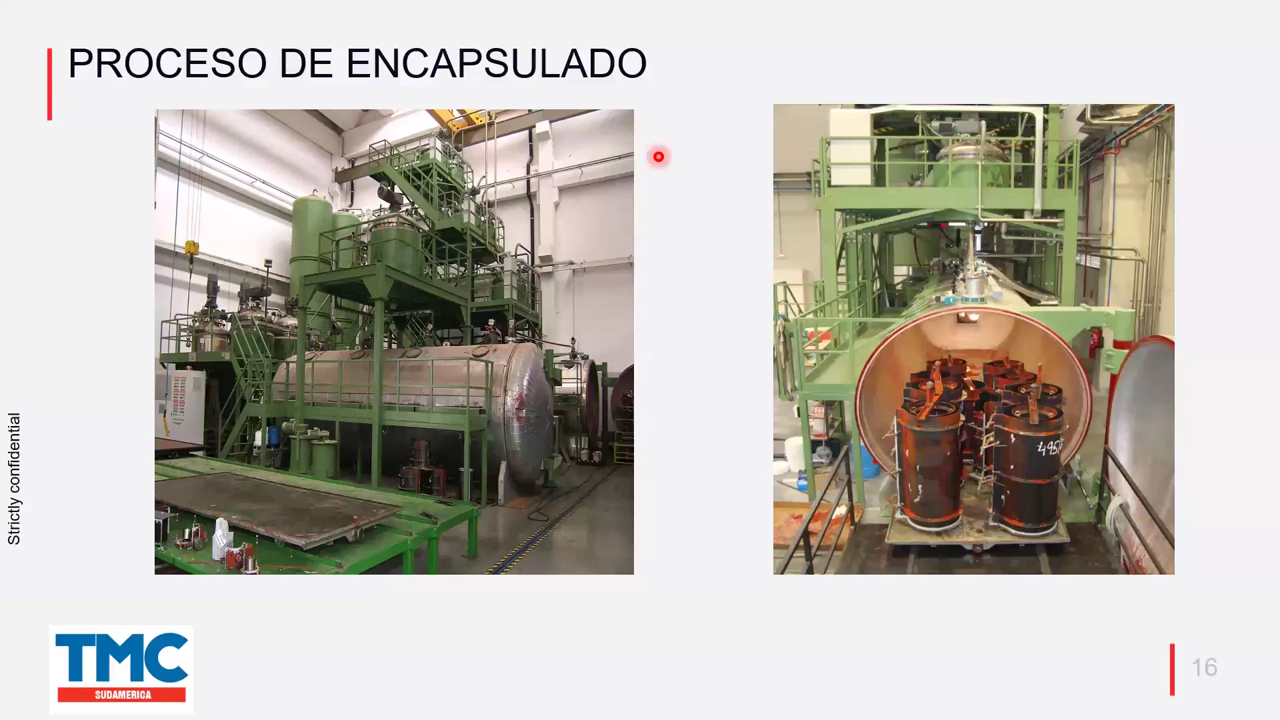 PROCESO DE ENCAPSULADO
Strictly confidential
TMC
SUDAMERICA
16